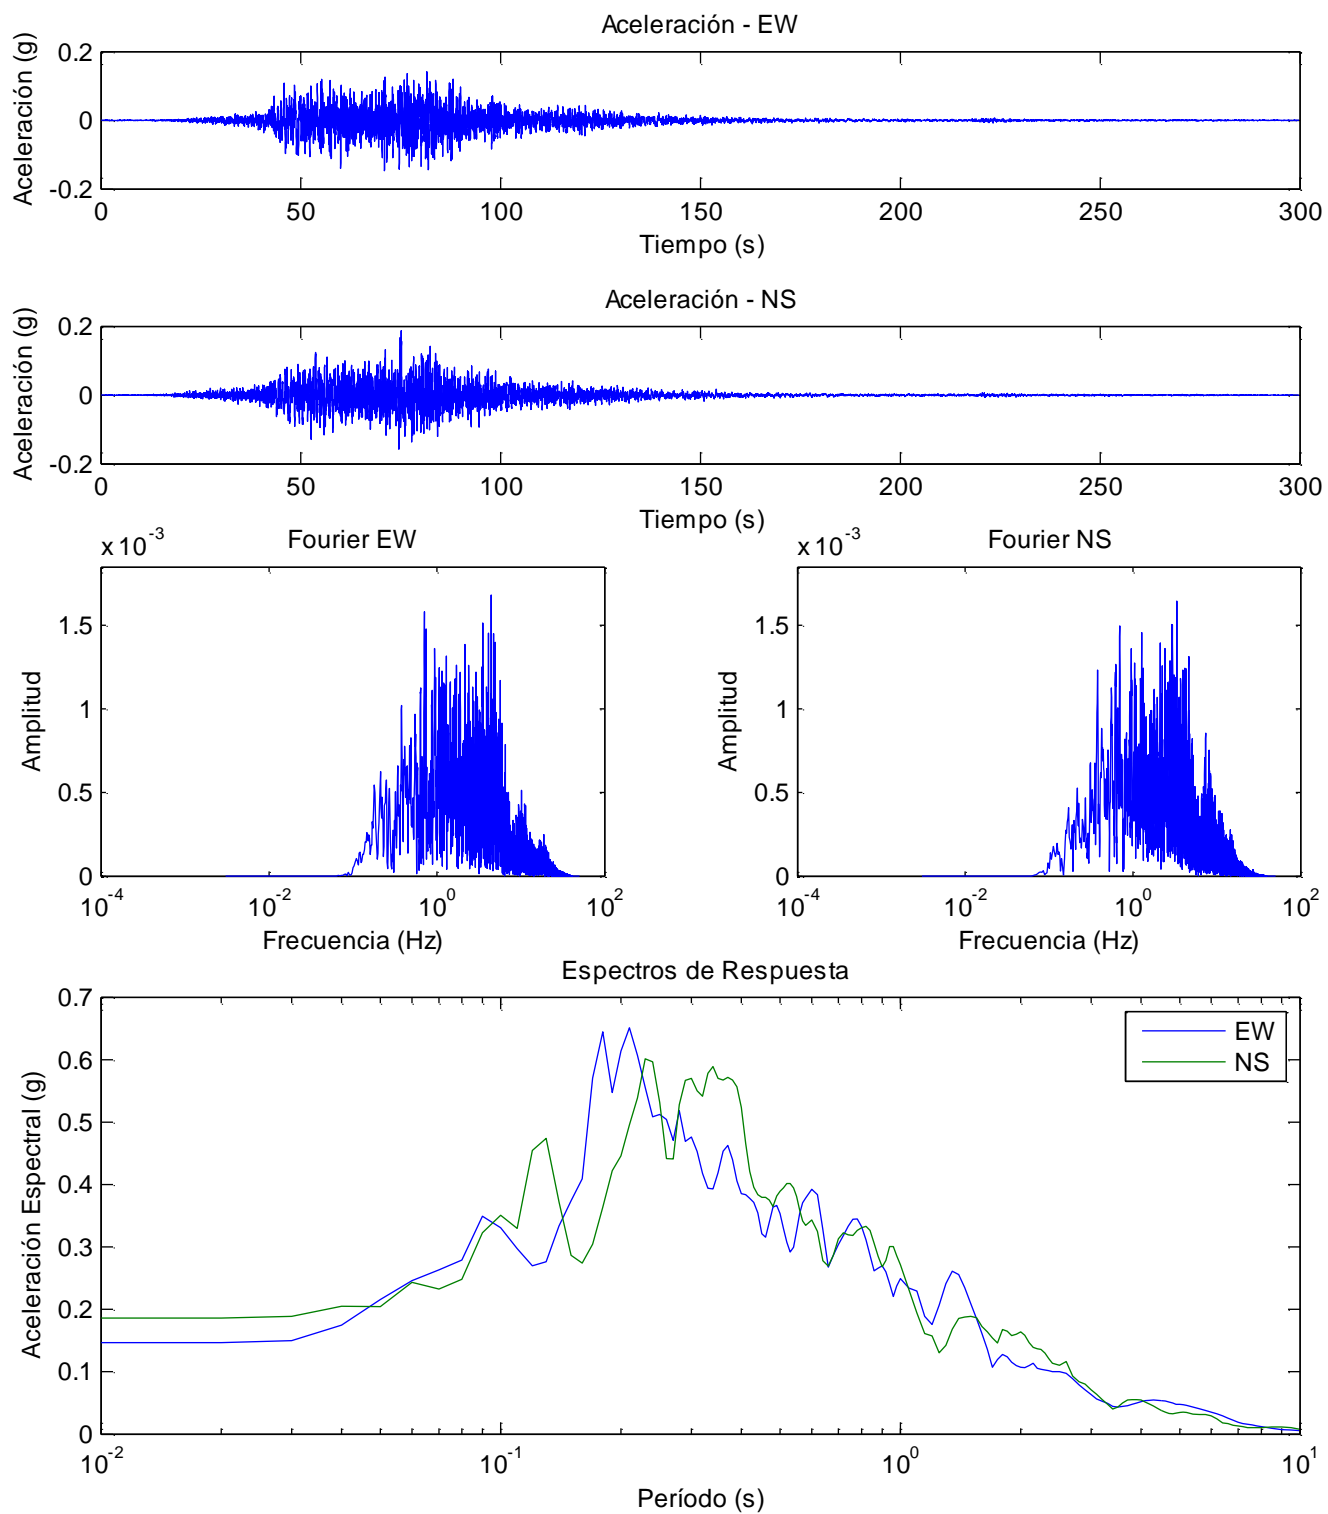 Aceleración - EW
Aceleración (g)
0.2
0
-0.2
0 50 100 150 200 250 300
Tiempo (s)
Aceleración - NS
Aceleración (g)
0.2
0
-0.2
0 50 100 150 200 250 300
Tiempo (s)
x 10^-3
Fourier EW
Amplitud
1.5
1
0.5
0
10^-4 10^-2 10^0 10^2
Frecuencia (Hz)
x 10^-3
Fourier NS
Amplitud
1.5
1
0.5
0
10^-4 10^-2 10^0 10^2
Frecuencia (Hz)
Espectros de Respuesta
Aceleración Espectral (g)
0.7
0.6
0.5
0.4
0.3
0.2
0.1
0
EW
NS
10^-2 10^-1 10^0 10^1
Período (s)